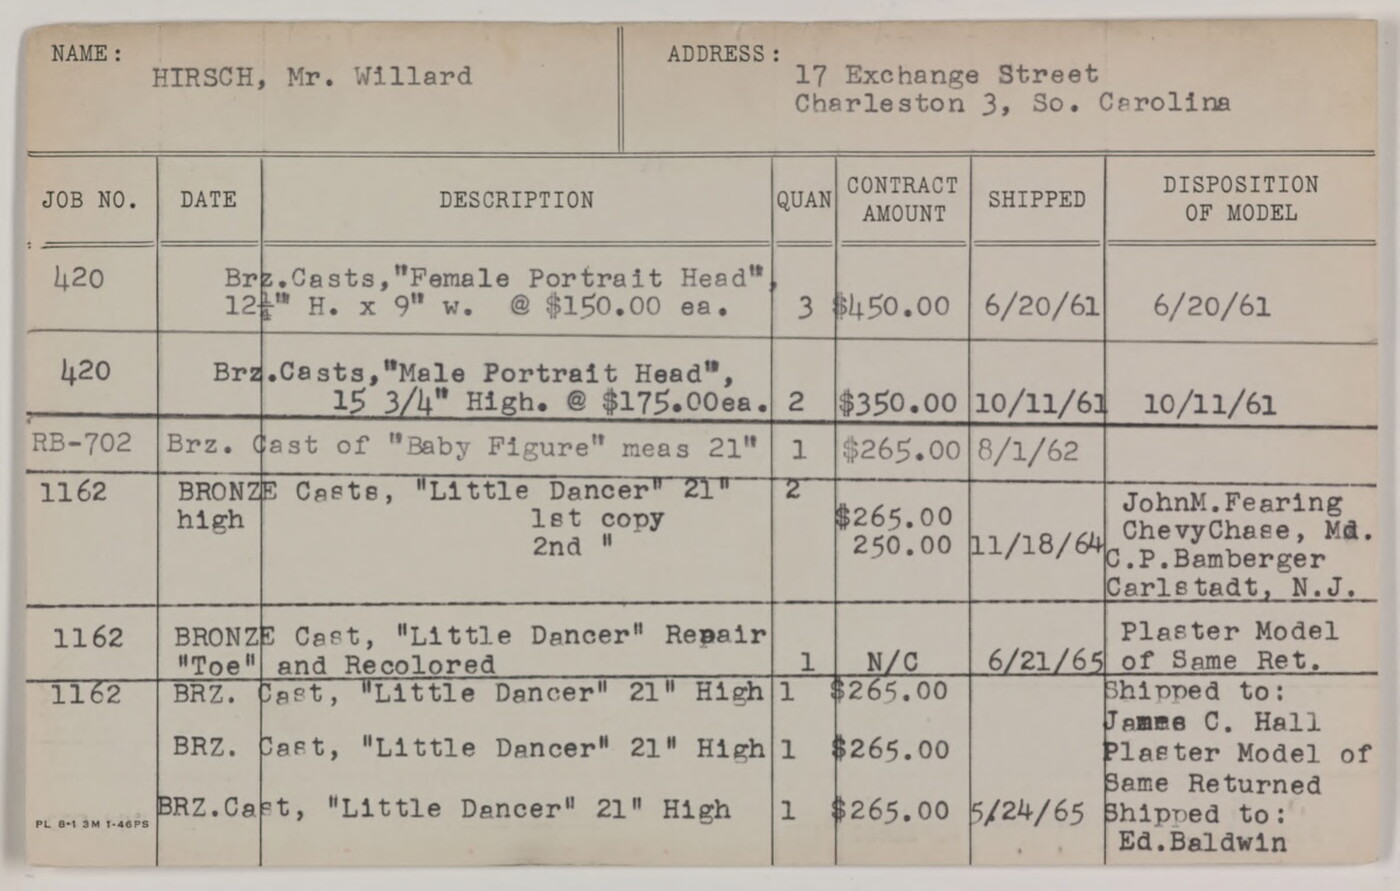 NAME:
HIRSCH, Mr. Willard
ADDRESS:
17 Exchange Street
Charleston 3, So. Carolina
JOB NO. DATE DESCRIPTION QUAN CONTRACT AMOUNT SHIPPED DISPOSITION OF MODEL
420 Brz.Casts,"Female Portrait Head",
12¼" H. x 9" w. @ $150.00 ea. 3 $450.00 6/20/61 6/20/61
420 Brz.Casts,"Male Portrait Head",
15 3/4" High. @ $175.00ea. 2 $350.00 10/11/61 10/11/61
RB-702 Brz. Cast of "Baby Figure" meas 21" 1 $265.00 8/1/62
1162 BRONZE Casts, "Little Dancer" 21" 2 JohnM.Fearing
high 1st copy $265.00 ChevyChase, Md.
2nd " 250.00 11/18/64 C.P.Bamberger
Carlstadt, N.J.
1162 BRONZE Cast, "Little Dancer" Repair Plaster Model
"Toe" and Recolored 1 N/C 6/21/65 of Same Ret.
1162 BRZ. Cast, "Little Dancer" 21" High 1 $265.00 Shipped to:
James C. Hall
BRZ. Cast, "Little Dancer" 21" High 1 $265.00 Plaster Model of
Same Returned
BRZ.Cast, "Little Dancer" 21" High 1 $265.00 5/24/65 Shipped to:
Ed.Baldwin
PL 6-1 3M 1-46PS